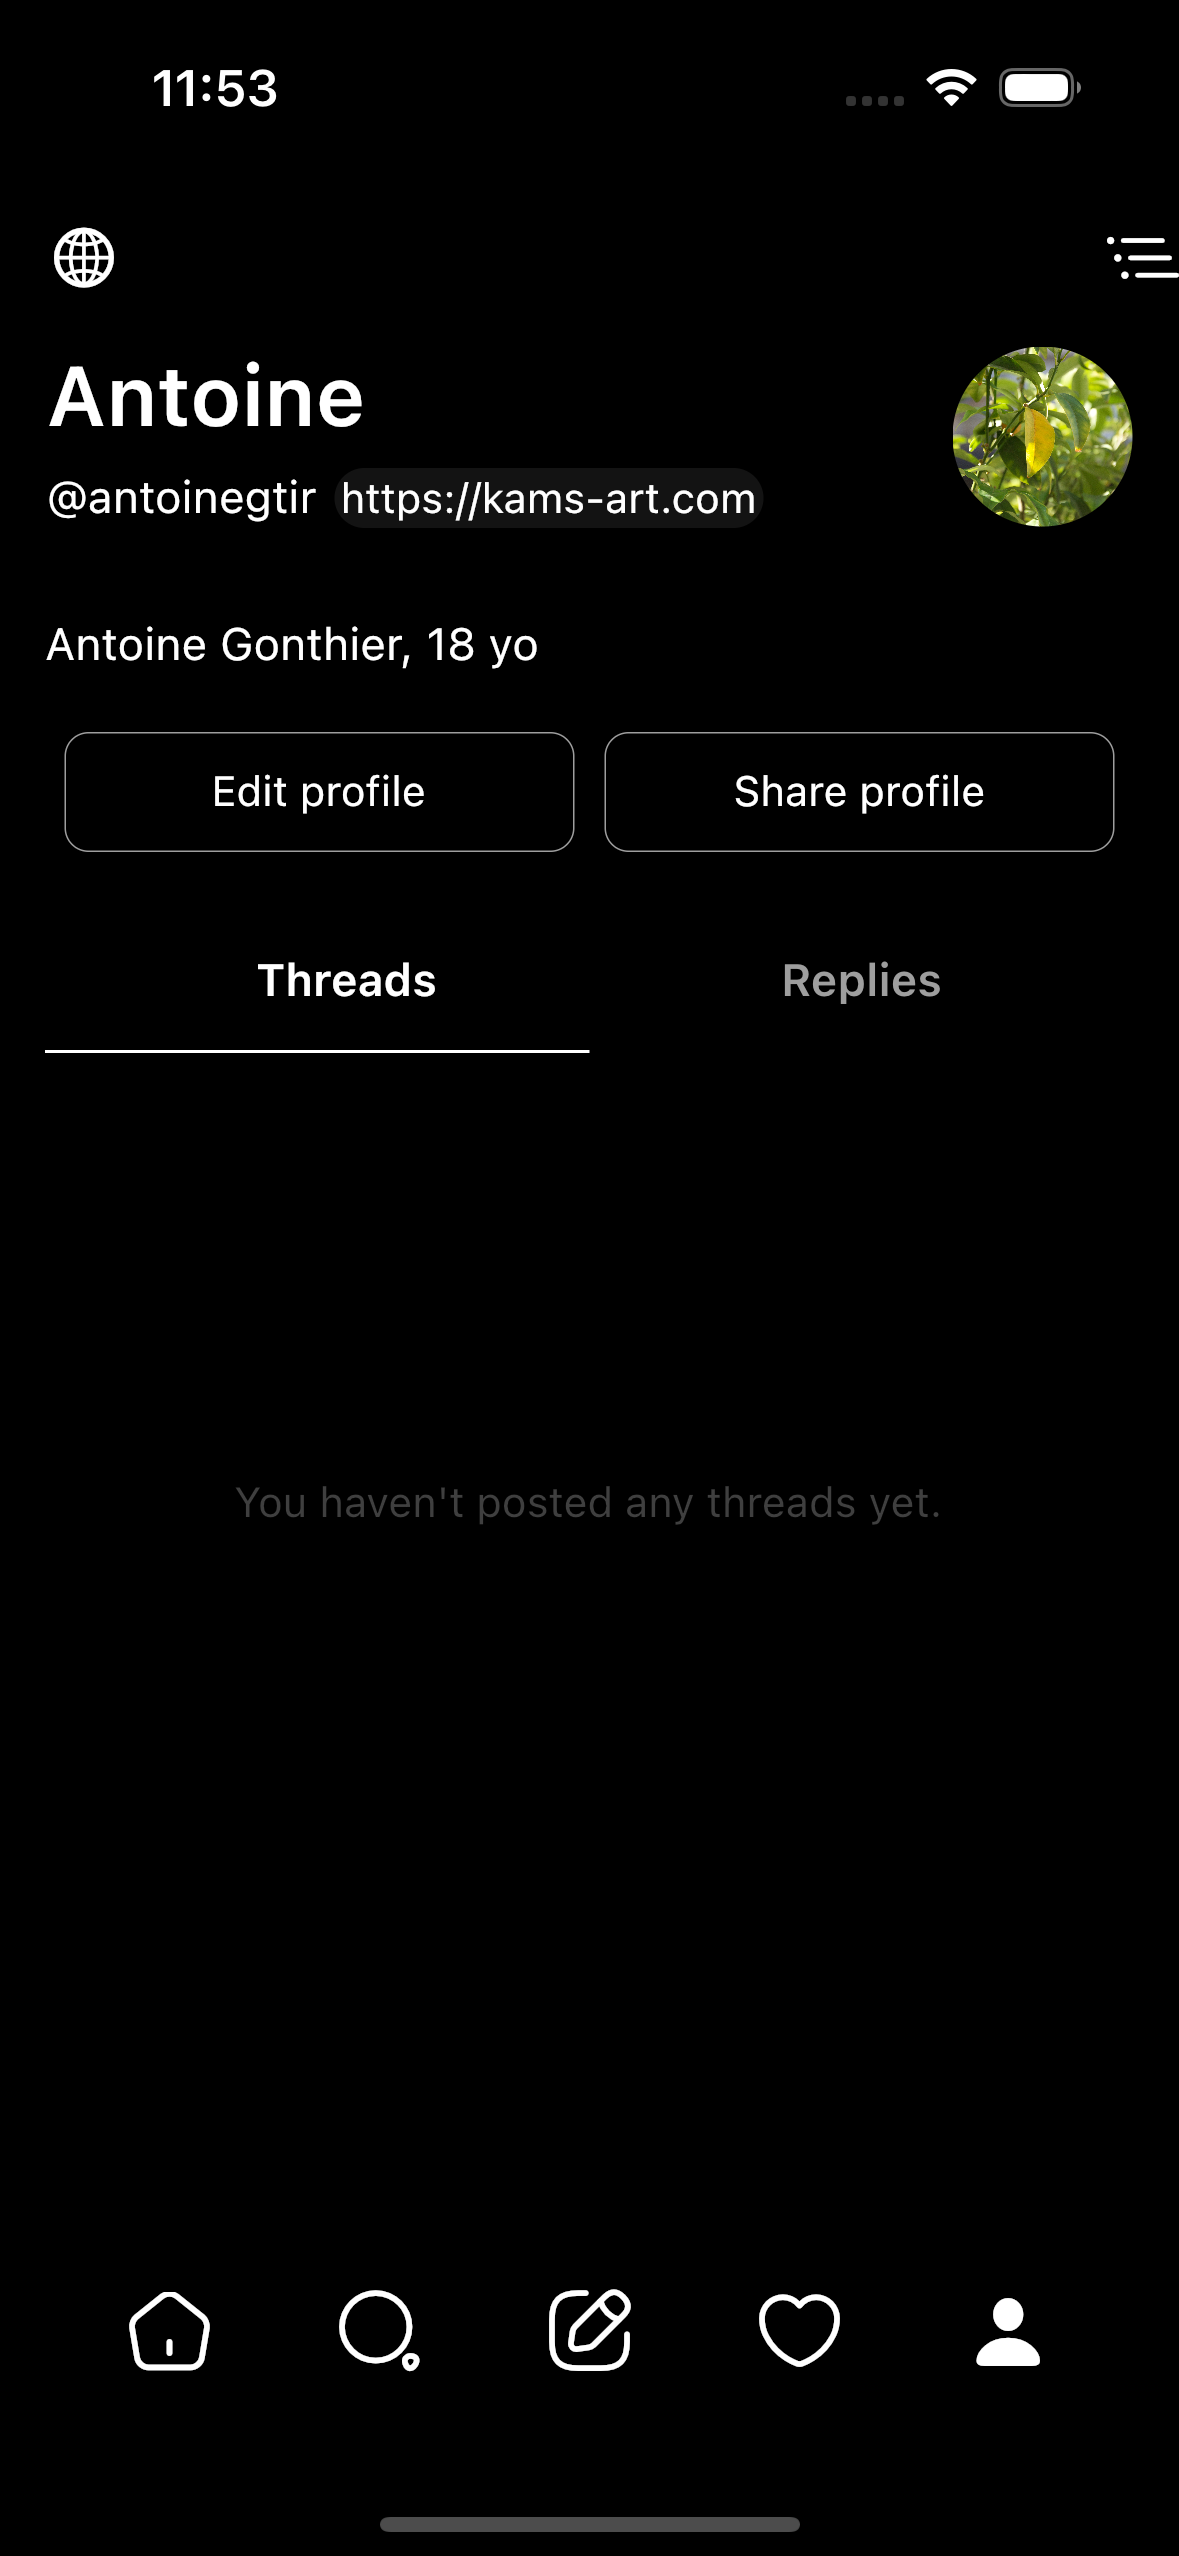 11:53
Antoine
@antoinegtir https://kams-art.com
Antoine Gonthier, 18 yo
Edit profile Share profile
Threads Replies
You haven't posted any threads yet.